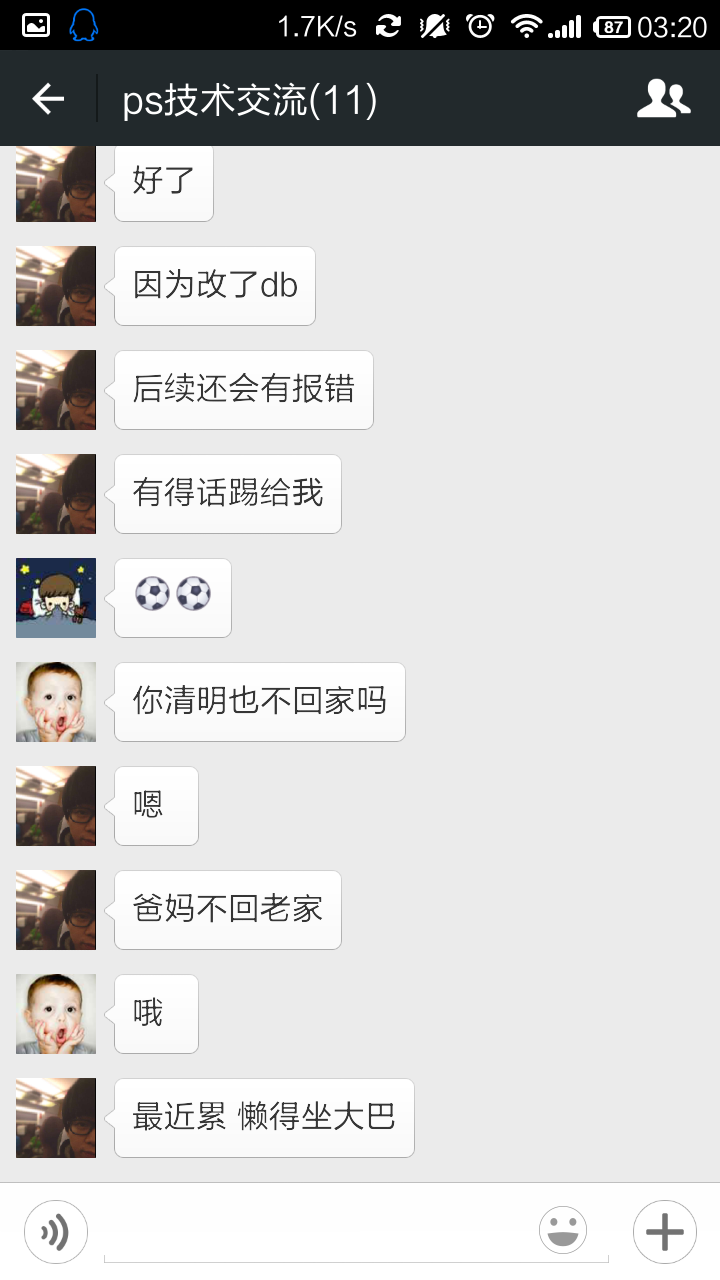 1.7K/s 87 03:20
ps技术交流(11)
好了
因为改了db
后续还会有报错
有得话踢给我
你清明也不回家吗
嗯
爸妈不回老家
哦
最近累 懒得坐大巴